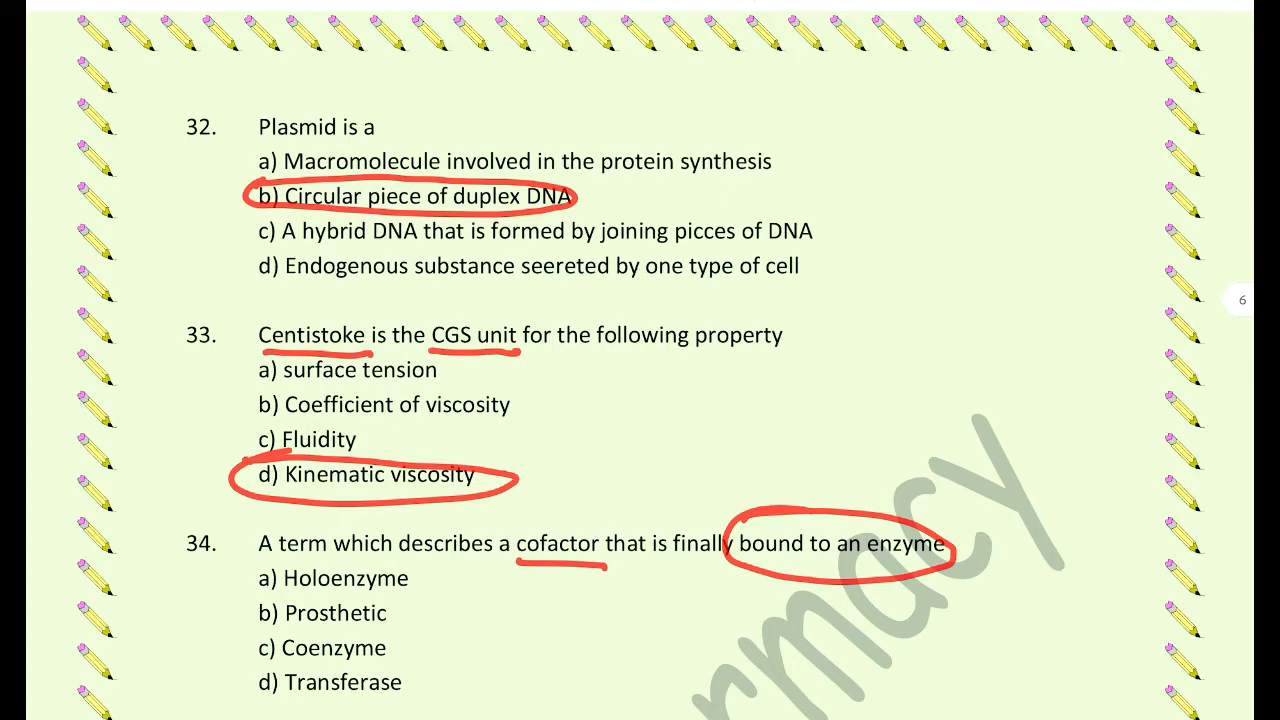 32. Plasmid is a
a) Macromolecule involved in the protein synthesis
b) Circular piece of duplex DNA
c) A hybrid DNA that is formed by joining picces of DNA
d) Endogenous substance seereted by one type of cell
33. Centistoke is the CGS unit for the following property
a) surface tension
b) Coefficient of viscosity
c) Fluidity
d) Kinematic viscosity
34. A term which describes a cofactor that is finally bound to an enzyme
a) Holoenzyme
b) Prosthetic
c) Coenzyme
d) Transferase
6
rmacy